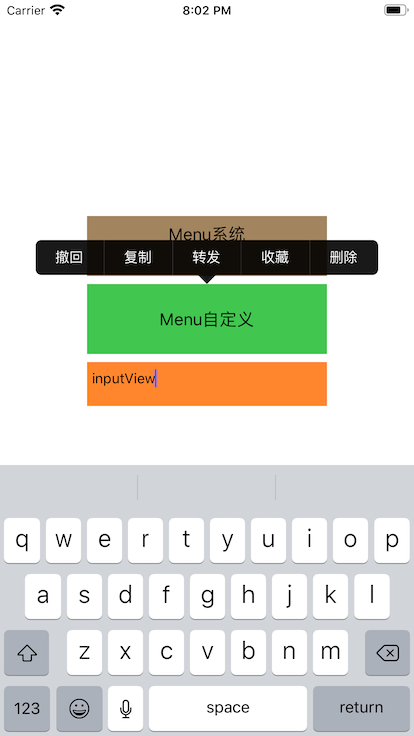 Carrier 8:02 PM
Menu系统
撤回 复制 转发 收藏 删除
Menu自定义
inputView
q w e r t y u i o p
a s d f g h j k l
z x c v b n m
123 space return